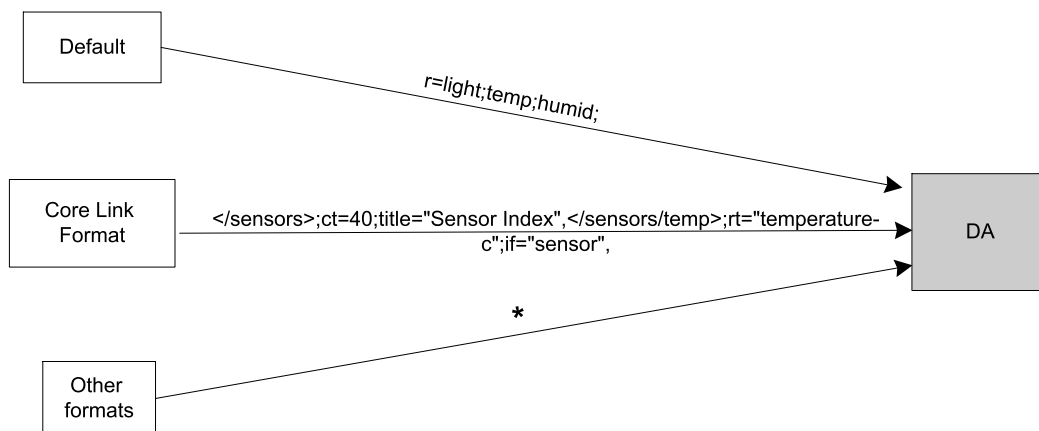 Default
r=light;temp;humid;
Core Link
Format
</sensors>;ct=40;title="Sensor Index",</sensors/temp>;rt="temperature-
c";if="sensor",
DA
*
Other
formats